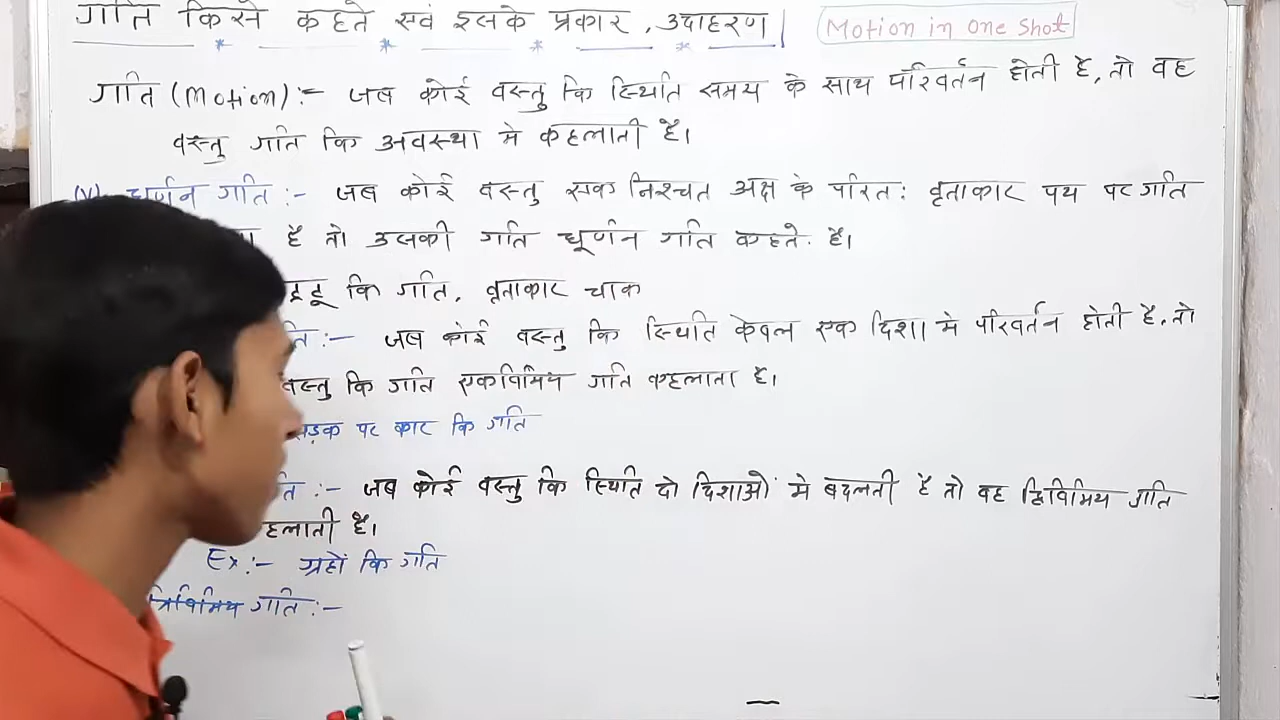 गति किसे कहते एवं इसके प्रकार, उदाहरण
Motion in one shot
गति (Motion) :- जब कोई वस्तु कि स्थिति समय के साथ परिवर्तन होती है, तो वह
वस्तु गति कि अवस्था मे कहलाती है।
(V) घुर्णन गति :- जब कोई वस्तु एक निश्चत अक्ष के परित: वृताकार पथ पर गति
है तो उसकी गति घूर्णन गति कहते है।
कि गति, वृताकार चाक
ति :- जब कोई वस्तु कि स्थिति केवल एक दिशा मे परिवर्तन होती है, तो
वस्तु कि गति एकविमिय गति कहलाता है।
सड़क पर कार कि गति
ति :- जब कोई वस्तु कि स्थिति दो दिशाओं मे बदलती है तो वह द्विविमिय गति
हलाती है।
Ex :- ग्रहों कि गति
त्रिविमिय गति :-